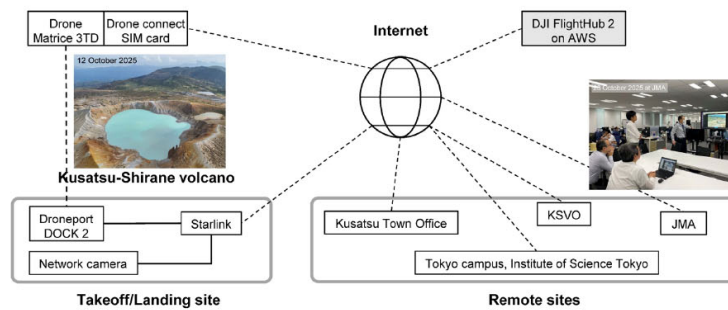 Drone
Matrice 3TD
Drone connect
SIM card
Internet
DJI FlightHub 2
on AWS
12 October 2025
October 2025 at JMA
Kusatsu-Shirane volcano
Droneport
DOCK 2
Starlink
Network camera
Kusatsu Town Office
KSVO
JMA
Tokyo campus, Institute of Science Tokyo
Takeoff/Landing site
Remote sites